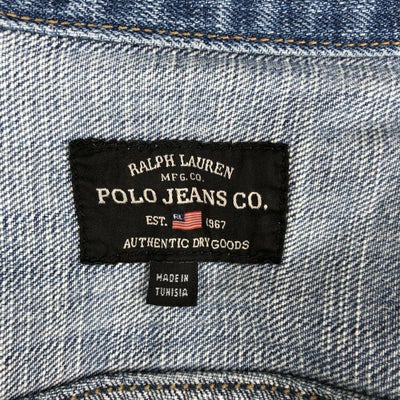 RALPH LAUREN
MFG. CO.
POLO JEANS CO.
EST. RL 1967
AUTHENTIC DRY GOODS
MADE IN
TUNISIA